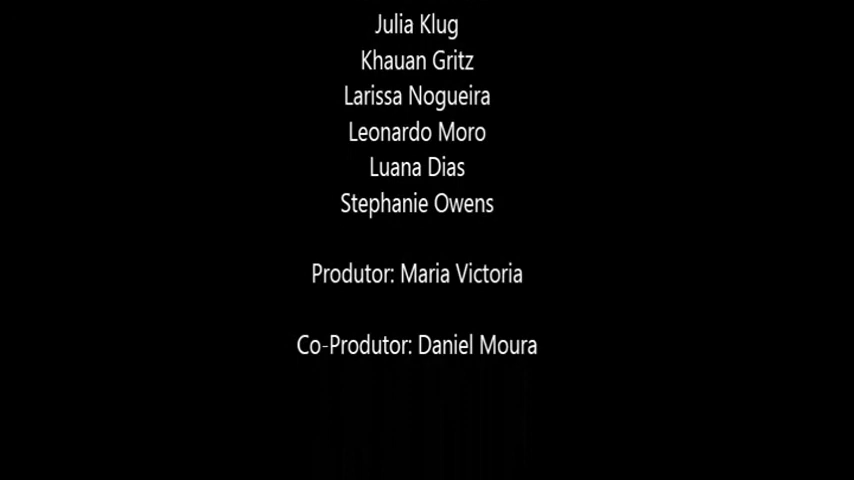 Julia Klug
Khauan Gritz
Larissa Nogueira
Leonardo Moro
Luana Dias
Stephanie Owens
Produtor: Maria Victoria
Co-Produtor: Daniel Moura